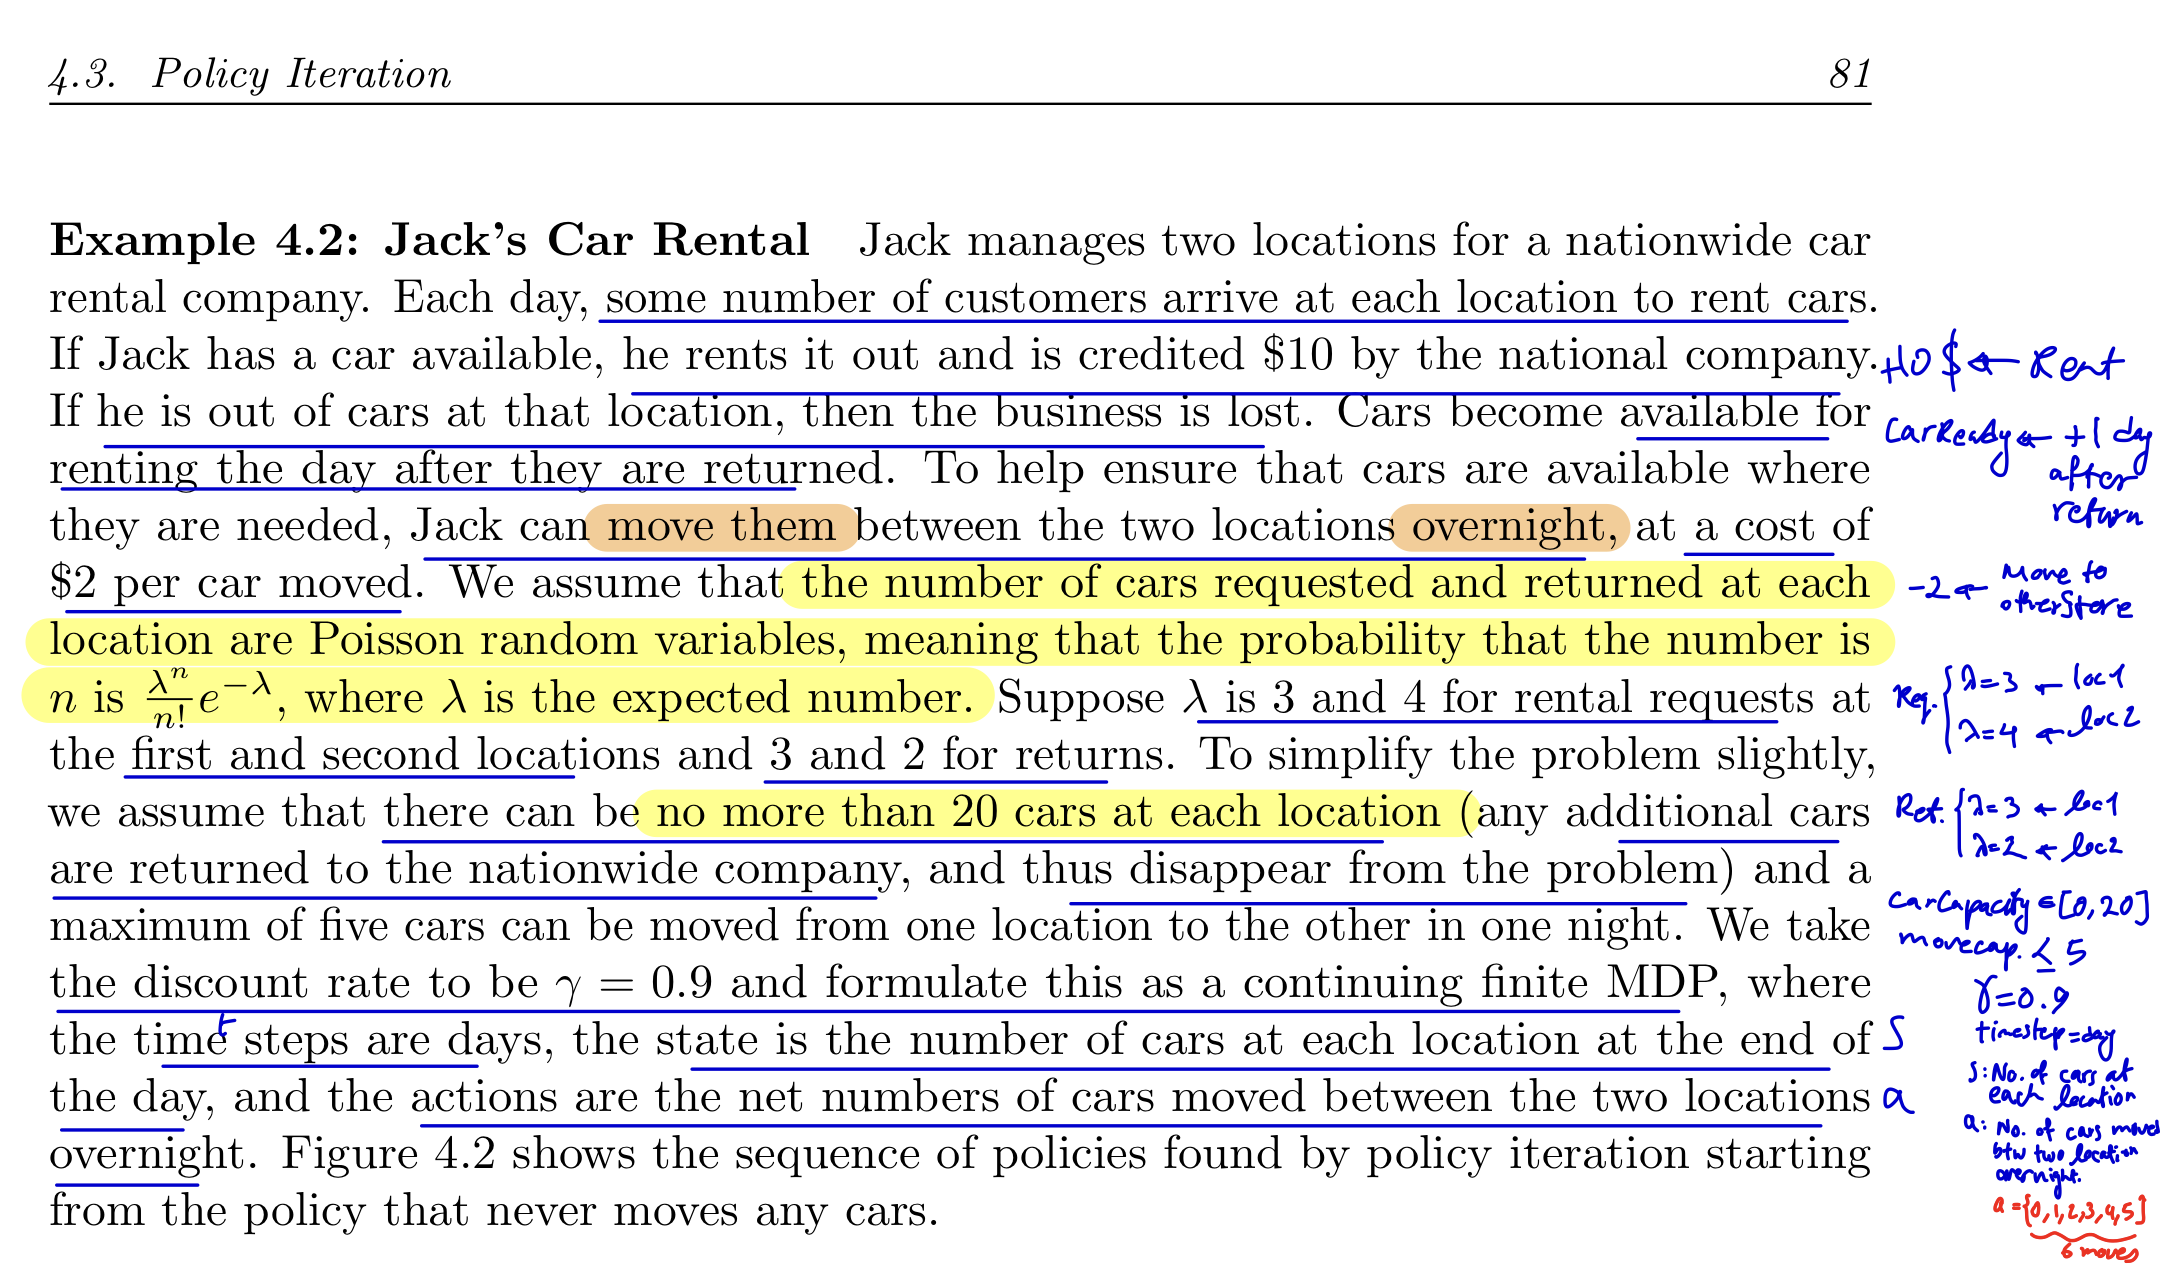 4.3. Policy Iteration 81
Example 4.2: Jack's Car Rental Jack manages two locations for a nationwide car
rental company. Each day, some number of customers arrive at each location to rent cars.
If Jack has a car available, he rents it out and is credited $10 by the national company.
If he is out of cars at that location, then the business is lost. Cars become available for
renting the day after they are returned. To help ensure that cars are available where
they are needed, Jack can move them between the two locations overnight, at a cost of
$2 per car moved. We assume that the number of cars requested and returned at each
location are Poisson random variables, meaning that the probability that the number is
n is λⁿ/n! e^−λ, where λ is the expected number. Suppose λ is 3 and 4 for rental requests at
the first and second locations and 3 and 2 for returns. To simplify the problem slightly,
we assume that there can be no more than 20 cars at each location (any additional cars
are returned to the nationwide company, and thus disappear from the problem) and a
maximum of five cars can be moved from one location to the other in one night. We take
the discount rate to be γ = 0.9 and formulate this as a continuing finite MDP, where
the time steps are days, the state is the number of cars at each location at the end of
the day, and the actions are the net numbers of cars moved between the two locations
overnight. Figure 4.2 shows the sequence of policies found by policy iteration starting
from the policy that never moves any cars.
+10 $ ← Rent
CarReady ← +1 day
after
return
-2 ← Move to
other store
Req. { λ=3 ← loc1
λ=4 ← loc2
Ret. { λ=3 ← loc1
λ=2 ← loc2
carCapacity ∈ [0,20]
movecap. ≤ 5
γ=0.9
t
S
timestep=day
s: No. of cars at
each location
a
a: No. of cars moved
btw two location
overnight.
a = {0,1,2,3,4,5}
6 moves